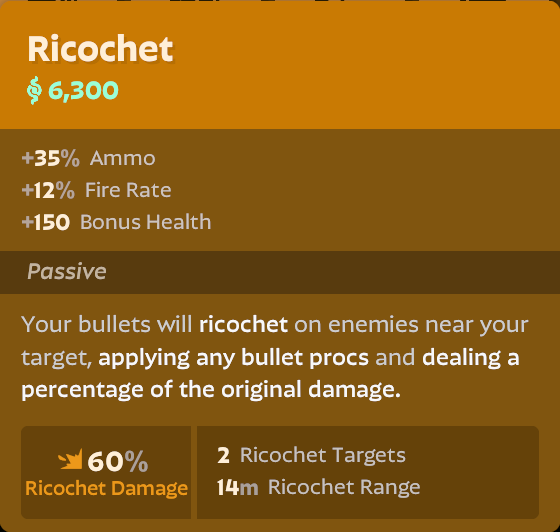 Ricochet
6,300
+35% Ammo
+12% Fire Rate
+150 Bonus Health
Passive
Your bullets will ricochet on enemies near your
target, applying any bullet procs and dealing a
percentage of the original damage.
60%
Ricochet Damage
2 Ricochet Targets
14m Ricochet Range